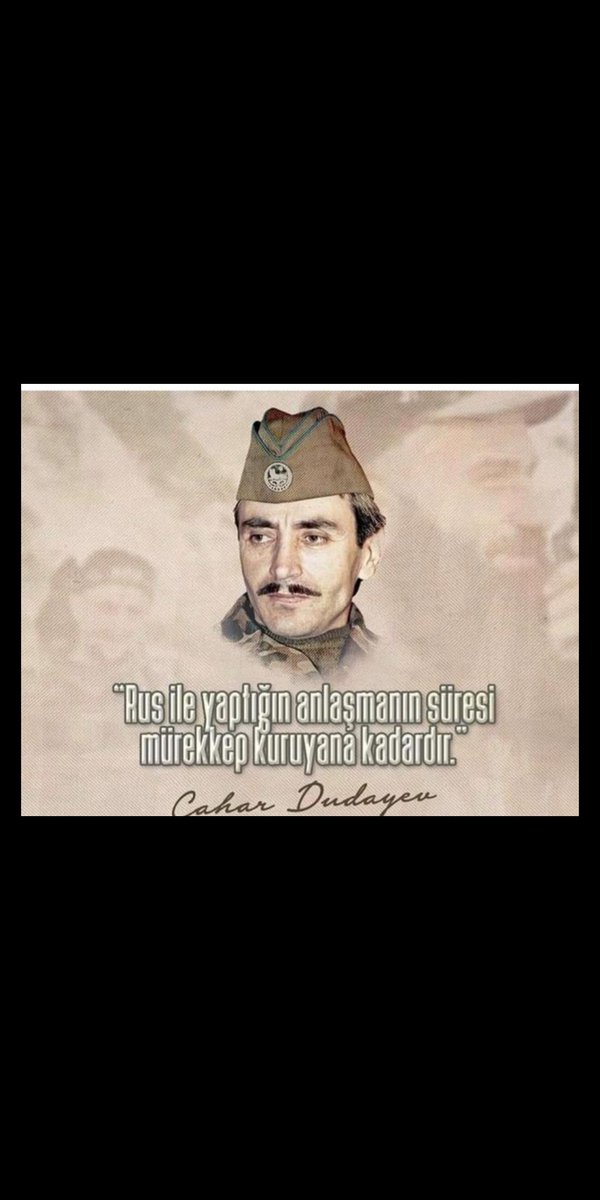 "Rus ile yaptığın anlaşmanın süresi
mürekkep kuruyana kadardır."
Cahar Dudayev